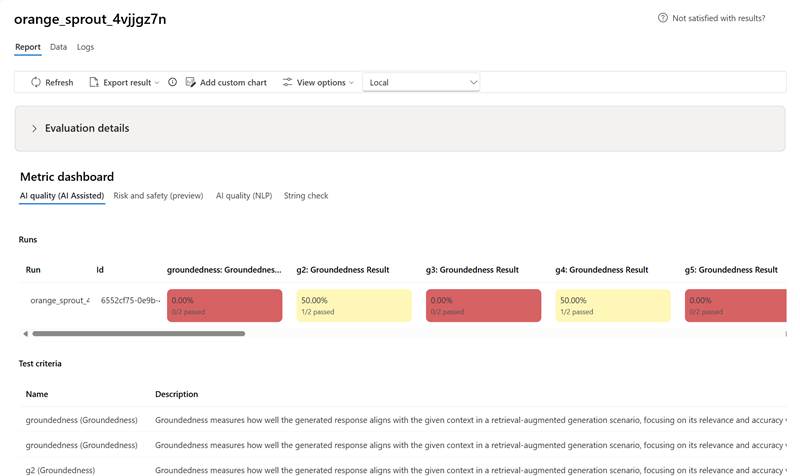 orange_sprout_4vjjgz7n
Not satisfied with results?
Report Data Logs
Refresh Export result Add custom chart View options Local
Evaluation details
Metric dashboard
AI quality (AI Assisted) Risk and safety (preview) AI quality (NLP) String check
Runs
Run Id groundedness: Groundednes... g2: Groundedness Result g3: Groundedness Result g4: Groundedness Result g5: Groundedness Result
orange_sprout_4 6552cf75-0e9b- 0.00% 50.00% 0.00% 50.00% 0.00%
0/2 passed 1/2 passed 0/2 passed 1/2 passed 0/2 passed
Test criteria
Name Description
groundedness (Groundedness) Groundedness measures how well the generated response aligns with the given context in a retrieval-augmented generation scenario, focusing on its relevance and accuracy
groundedness (Groundedness) Groundedness measures how well the generated response aligns with the given context in a retrieval-augmented generation scenario, focusing on its relevance and accuracy
g2 (Groundedness) Groundedness measures how well the generated response aligns with the given context in a retrieval-augmented generation scenario, focusing on its relevance and accuracy